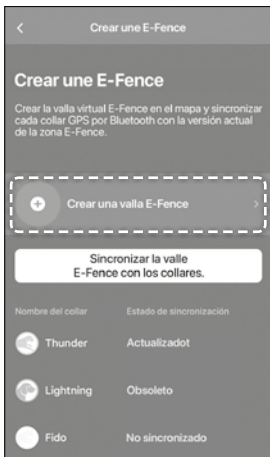 Crear une E-Fence
Crear une E-Fence
Crear la valla virtual E-Fence en el mapa y sincronizar
cada collar GPS por Bluetooth con la versión actual
de la zona E-Fence.
Crear una valla E-Fence
Sincronizar la valle
E-Fence con los collares.
Nombre del collar Estado de sincronización
Thunder Actualizadot
Lightning Obsoleto
Fido No sincronizado